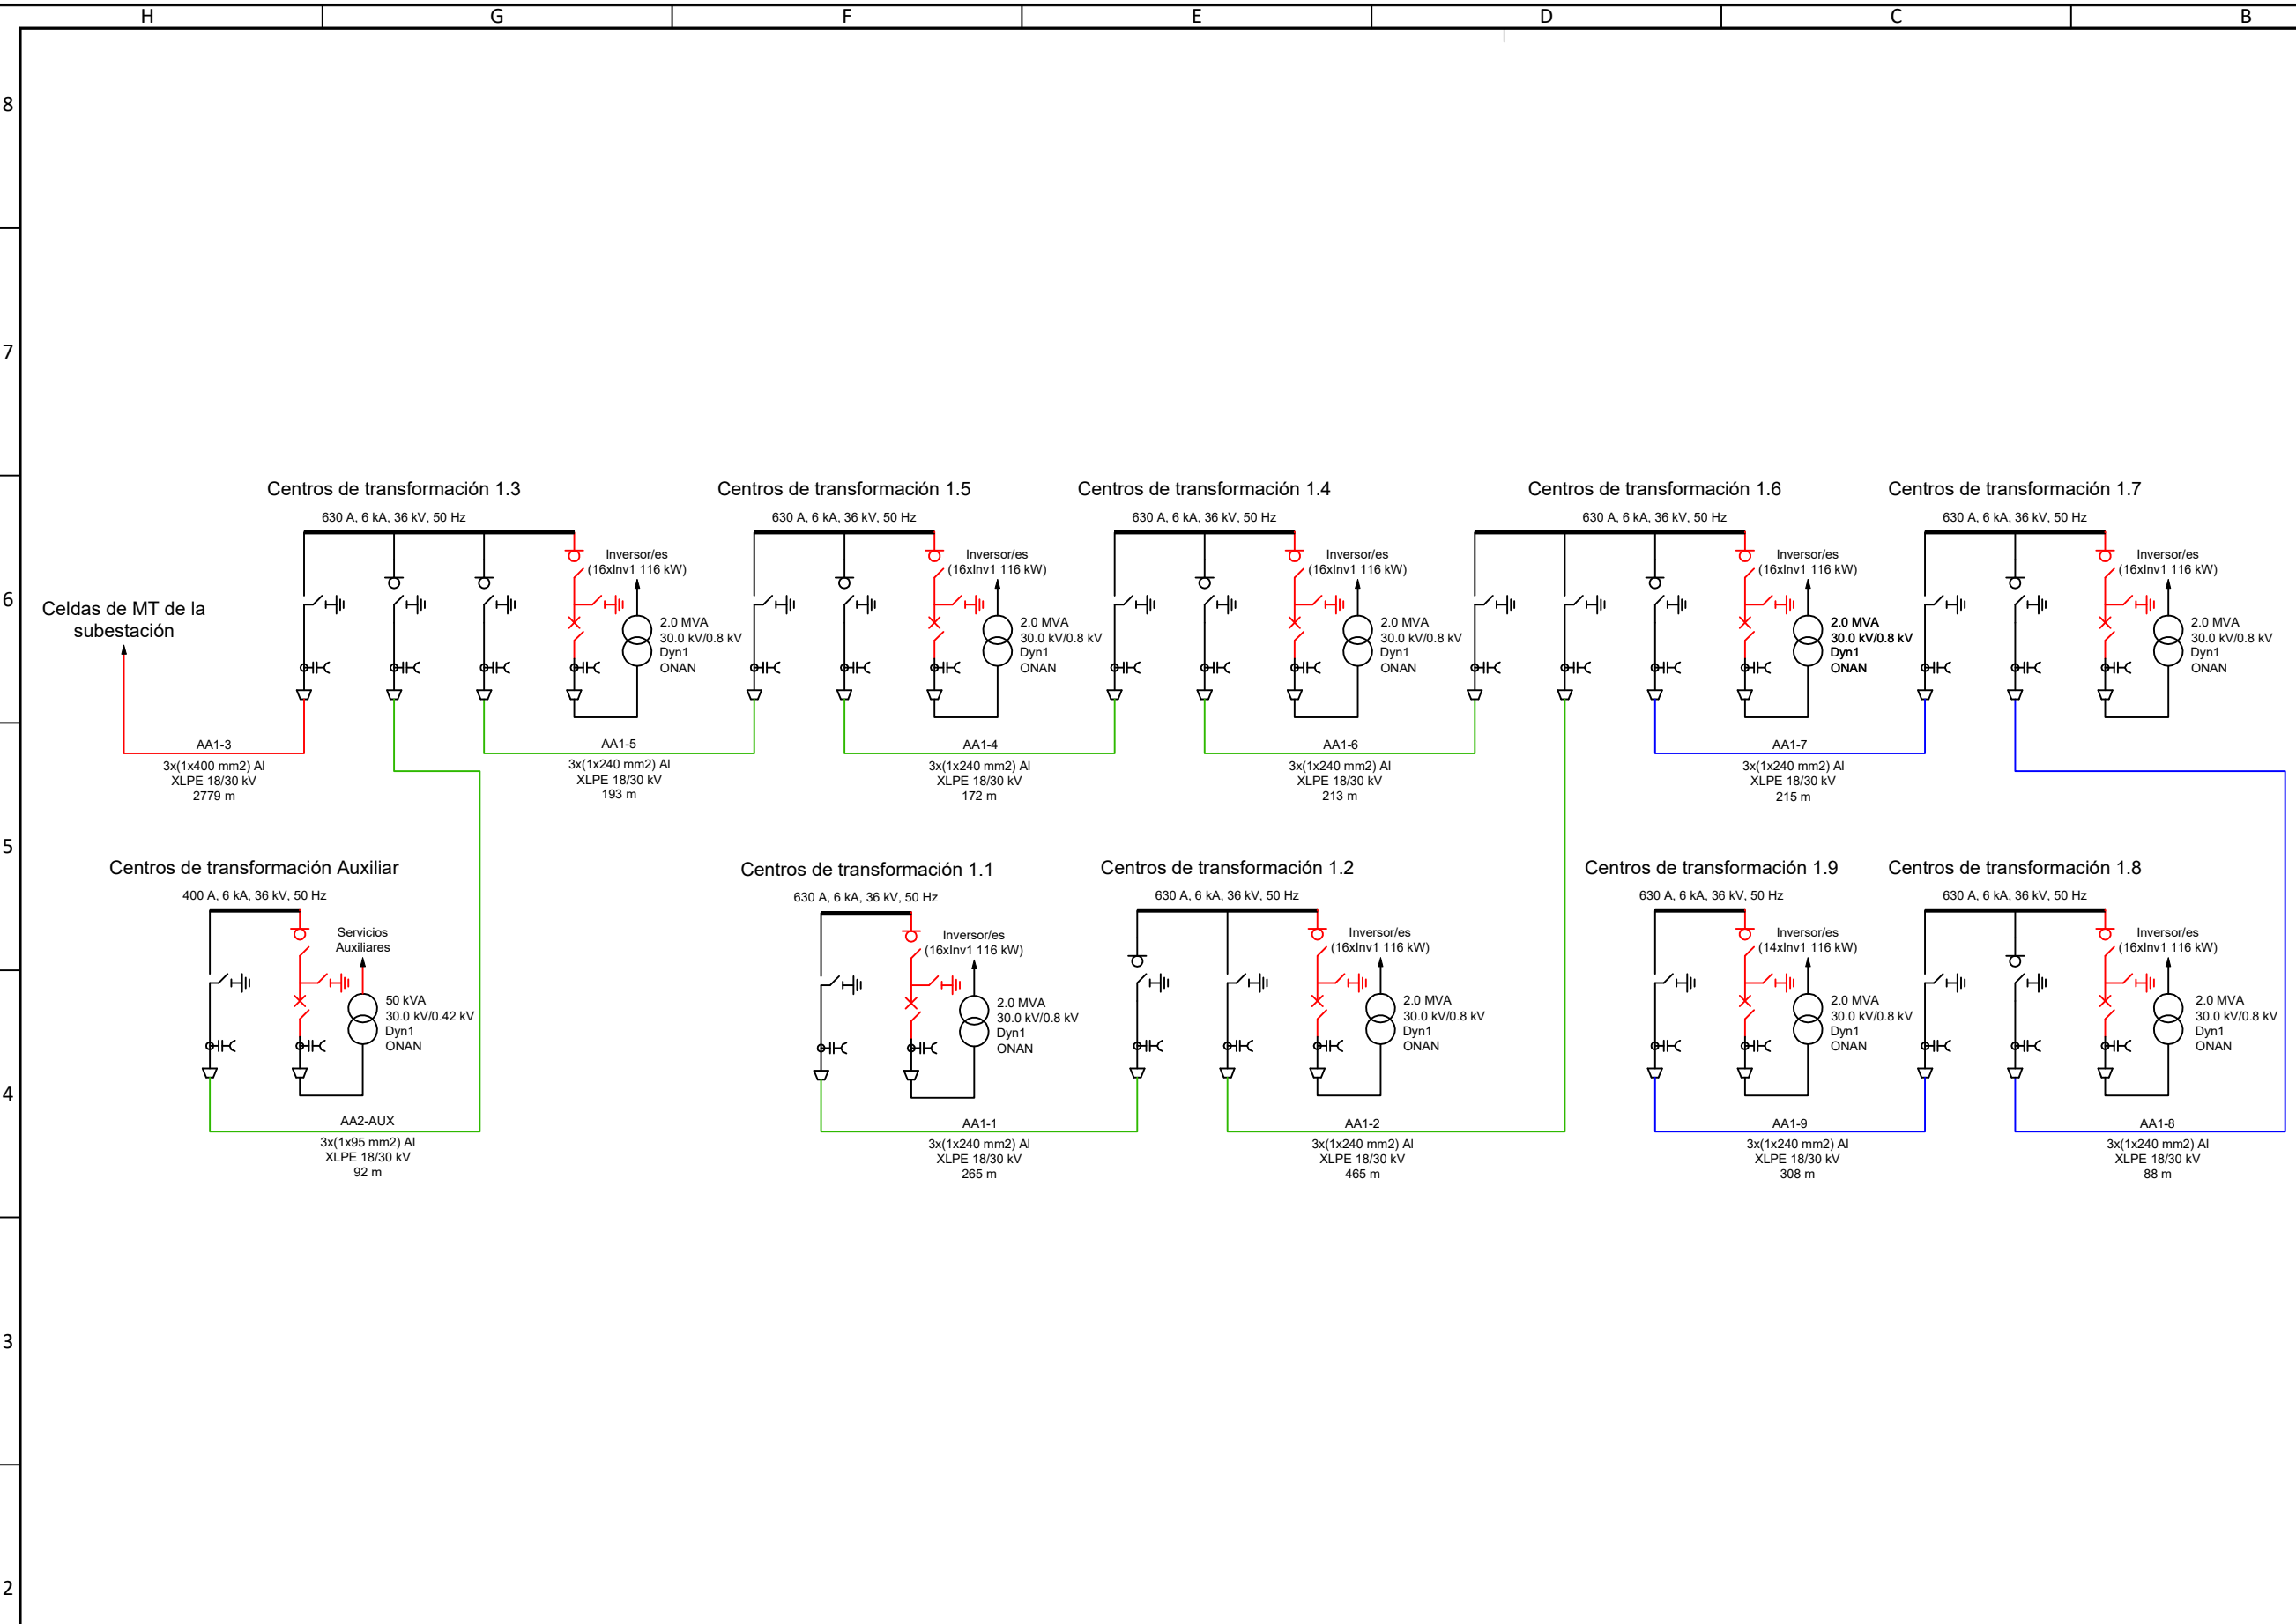 H G F E D C B
8
7
6
5
4
3
2
Centros de transformación 1.3
630 A, 6 kA, 36 kV, 50 Hz
Inversor/es
(16xInv1 116 kW)
2.0 MVA
30.0 kV/0.8 kV
Dyn1
ONAN
Centros de transformación 1.5
630 A, 6 kA, 36 kV, 50 Hz
Inversor/es
(16xInv1 116 kW)
2.0 MVA
30.0 kV/0.8 kV
Dyn1
ONAN
Centros de transformación 1.4
630 A, 6 kA, 36 kV, 50 Hz
Inversor/es
(16xInv1 116 kW)
2.0 MVA
30.0 kV/0.8 kV
Dyn1
ONAN
Centros de transformación 1.6
630 A, 6 kA, 36 kV, 50 Hz
Inversor/es
(16xInv1 116 kW)
2.0 MVA
30.0 kV/0.8 kV
Dyn1
ONAN
Centros de transformación 1.7
630 A, 6 kA, 36 kV, 50 Hz
Inversor/es
(16xInv1 116 kW)
2.0 MVA
30.0 kV/0.8 kV
Dyn1
ONAN
Celdas de MT de la
subestación
AA1-3
3x(1x400 mm2) Al
XLPE 18/30 kV
2779 m
AA1-5
3x(1x240 mm2) Al
XLPE 18/30 kV
193 m
AA1-4
3x(1x240 mm2) Al
XLPE 18/30 kV
172 m
AA1-6
3x(1x240 mm2) Al
XLPE 18/30 kV
213 m
AA1-7
3x(1x240 mm2) Al
XLPE 18/30 kV
215 m
Centros de transformación Auxiliar
400 A, 6 kA, 36 kV, 50 Hz
Servicios
Auxiliares
50 kVA
30.0 kV/0.42 kV
Dyn1
ONAN
AA2-AUX
3x(1x95 mm2) Al
XLPE 18/30 kV
92 m
Centros de transformación 1.1
630 A, 6 kA, 36 kV, 50 Hz
Inversor/es
(16xInv1 116 kW)
2.0 MVA
30.0 kV/0.8 kV
Dyn1
ONAN
AA1-1
3x(1x240 mm2) Al
XLPE 18/30 kV
265 m
Centros de transformación 1.2
630 A, 6 kA, 36 kV, 50 Hz
Inversor/es
(16xInv1 116 kW)
2.0 MVA
30.0 kV/0.8 kV
Dyn1
ONAN
AA1-2
3x(1x240 mm2) Al
XLPE 18/30 kV
465 m
Centros de transformación 1.9
630 A, 6 kA, 36 kV, 50 Hz
Inversor/es
(14xInv1 116 kW)
2.0 MVA
30.0 kV/0.8 kV
Dyn1
ONAN
AA1-9
3x(1x240 mm2) Al
XLPE 18/30 kV
308 m
Centros de transformación 1.8
630 A, 6 kA, 36 kV, 50 Hz
Inversor/es
(16xInv1 116 kW)
2.0 MVA
30.0 kV/0.8 kV
Dyn1
ONAN
AA1-8
3x(1x240 mm2) Al
XLPE 18/30 kV
88 m